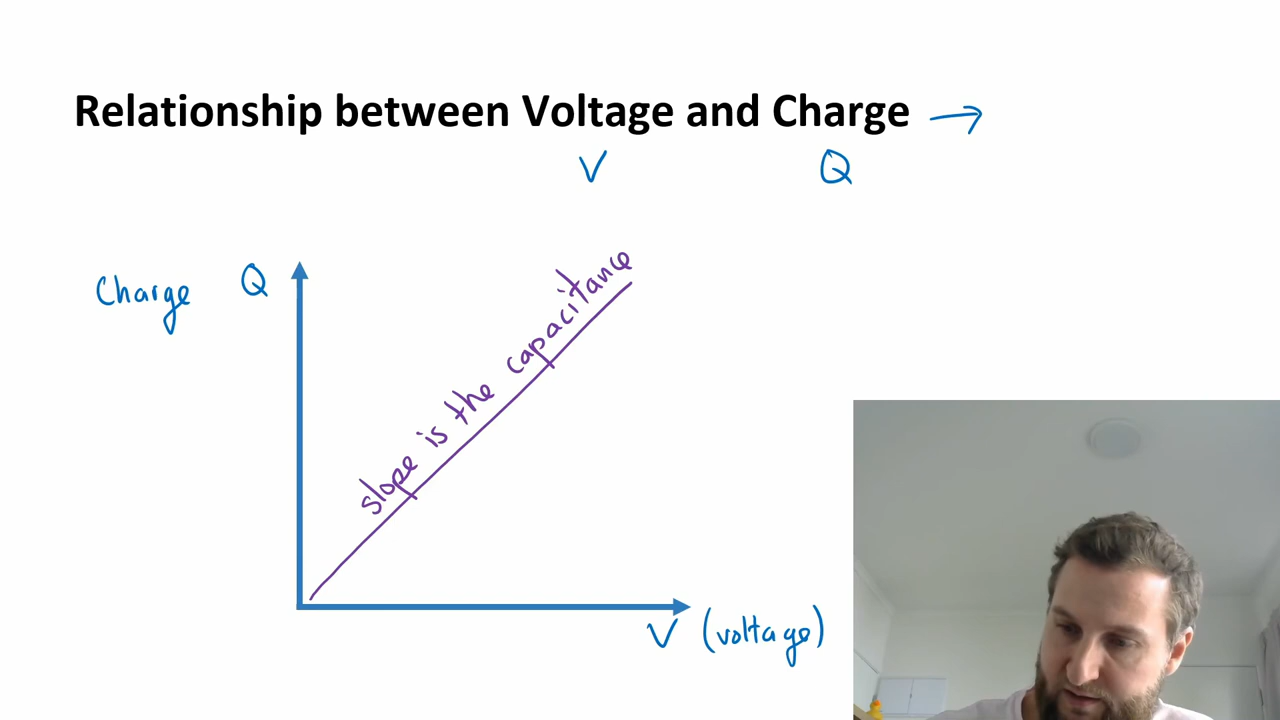 Relationship between Voltage and Charge →
V Q
Charge Q
slope is the capacitance
V (voltage)